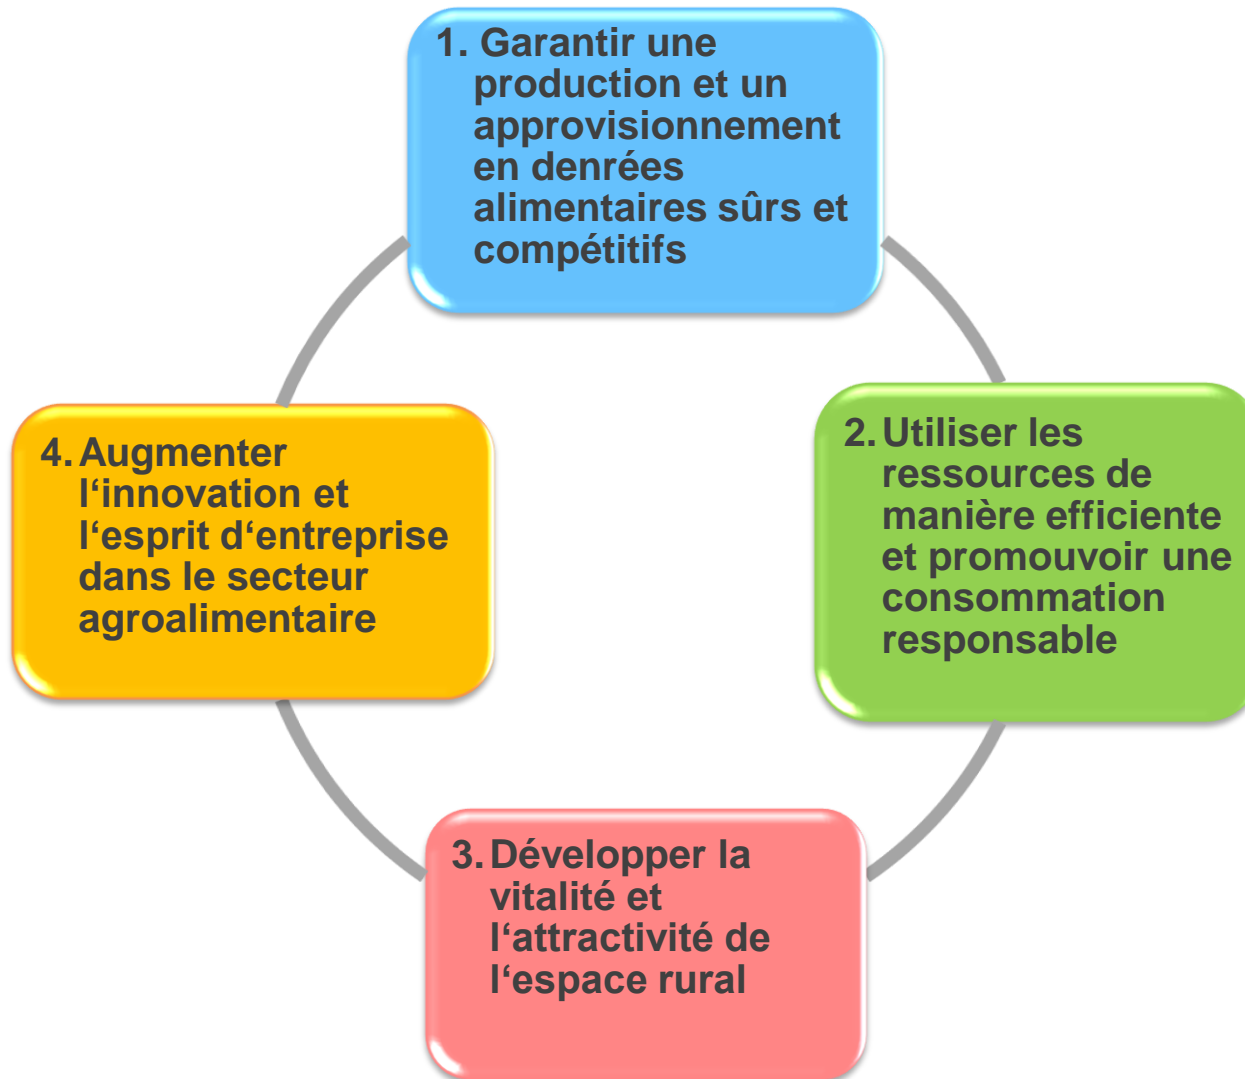 1. Garantir une
production et un
approvisionnement
en denrées
alimentaires sûrs et
compétitifs
2. Utiliser les
ressources de
manière efficiente
et promouvoir une
consommation
responsable
3. Développer la
vitalité et
l‘attractivité de
l‘espace rural
4. Augmenter
l‘innovation et
l‘esprit d‘entreprise
dans le secteur
agroalimentaire